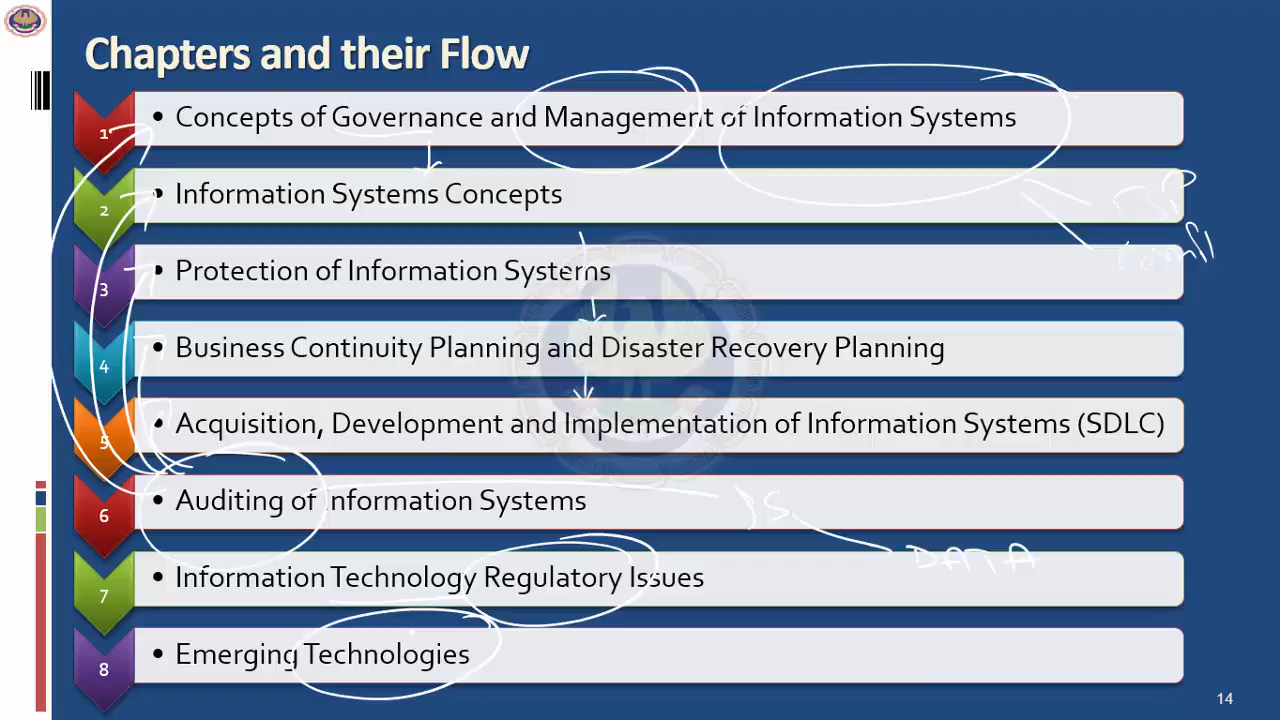 Chapters and their Flow
1
• Concepts of Governance and Management of Information Systems
2
• Information Systems Concepts
3
• Protection of Information Systems
4
• Business Continuity Planning and Disaster Recovery Planning
5
• Acquisition, Development and Implementation of Information Systems (SDLC)
6
• Auditing of Information Systems
IS
DATA
7
• Information Technology Regulatory Issues
8
• Emerging Technologies
14